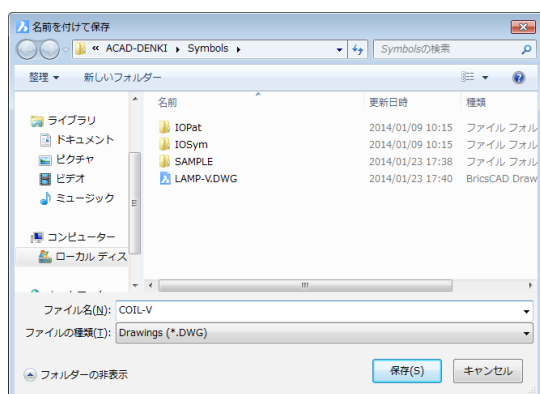 名前を付けて保存
« ACAD-DENKI ▸ Symbols ▸
Symbolsの検索
整理 ▼ 新しいフォルダー
名前 更新日時 種類
ライブラリ
ドキュメント
ピクチャ
ビデオ
ミュージック
コンピューター
ローカル ディス
IOPat 2014/01/09 10:15 ファイル フォル
IOSym 2014/01/09 10:15 ファイル フォル
SAMPLE 2014/01/23 17:38 ファイル フォル
LAMP-V.DWG 2014/01/23 17:40 BricsCAD Draw
ファイル名(N): COIL-V
ファイルの種類(T): Drawings (*.DWG)
フォルダーの非表示
保存(S) キャンセル